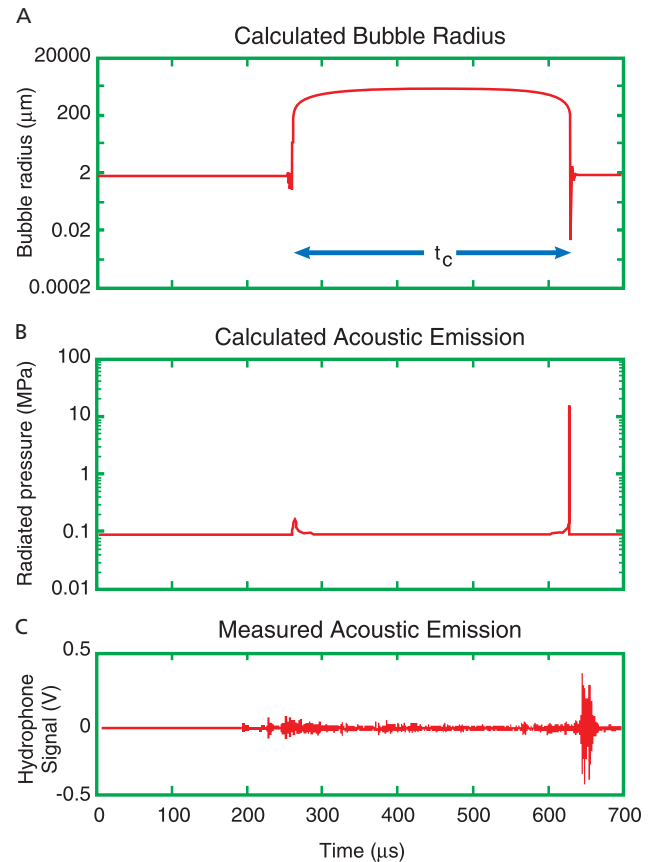 A
Calculated Bubble Radius
Bubble radius (μm)
20000
200
2
0.02
0.0002
tc
B
Calculated Acoustic Emission
Radiated pressure (MPa)
100
10
1
0.1
0.01
C
Measured Acoustic Emission
Hydrophone
Signal (V)
0.5
0
-0.5
0 100 200 300 400 500 600 700
Time (μs)